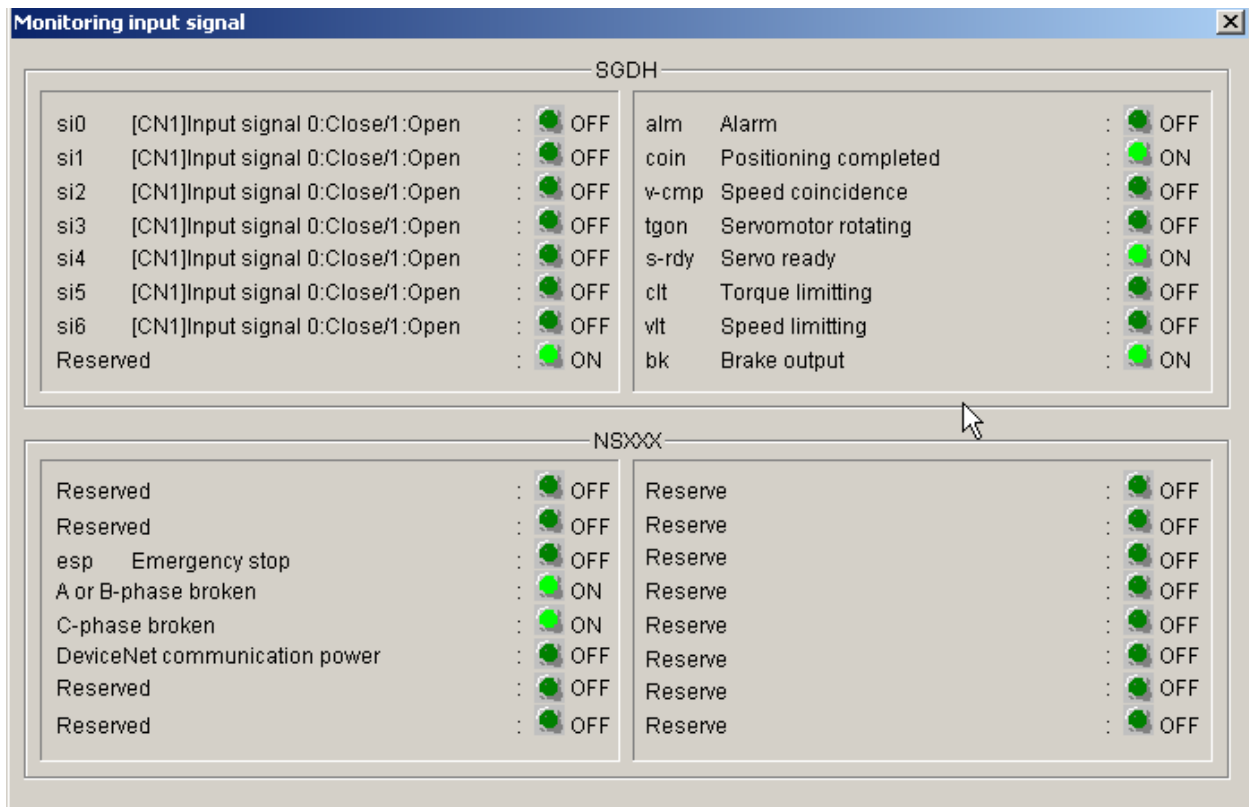 Monitoring input signal
SGDH
si0 [CN1]Input signal 0:Close/1:Open : OFF
si1 [CN1]Input signal 0:Close/1:Open : OFF
si2 [CN1]Input signal 0:Close/1:Open : OFF
si3 [CN1]Input signal 0:Close/1:Open : OFF
si4 [CN1]Input signal 0:Close/1:Open : OFF
si5 [CN1]Input signal 0:Close/1:Open : OFF
si6 [CN1]Input signal 0:Close/1:Open : OFF
Reserved : ON
alm Alarm : OFF
coin Positioning completed : ON
v-cmp Speed coincidence : OFF
tgon Servomotor rotating : OFF
s-rdy Servo ready : ON
clt Torque limitting : OFF
vlt Speed limitting : OFF
bk Brake output : ON
NSXXX
Reserved : OFF
Reserved : OFF
esp Emergency stop : OFF
A or B-phase broken : ON
C-phase broken : ON
DeviceNet communication power : OFF
Reserved : OFF
Reserved : OFF
Reserve : OFF
Reserve : OFF
Reserve : OFF
Reserve : OFF
Reserve : OFF
Reserve : OFF
Reserve : OFF
Reserve : OFF